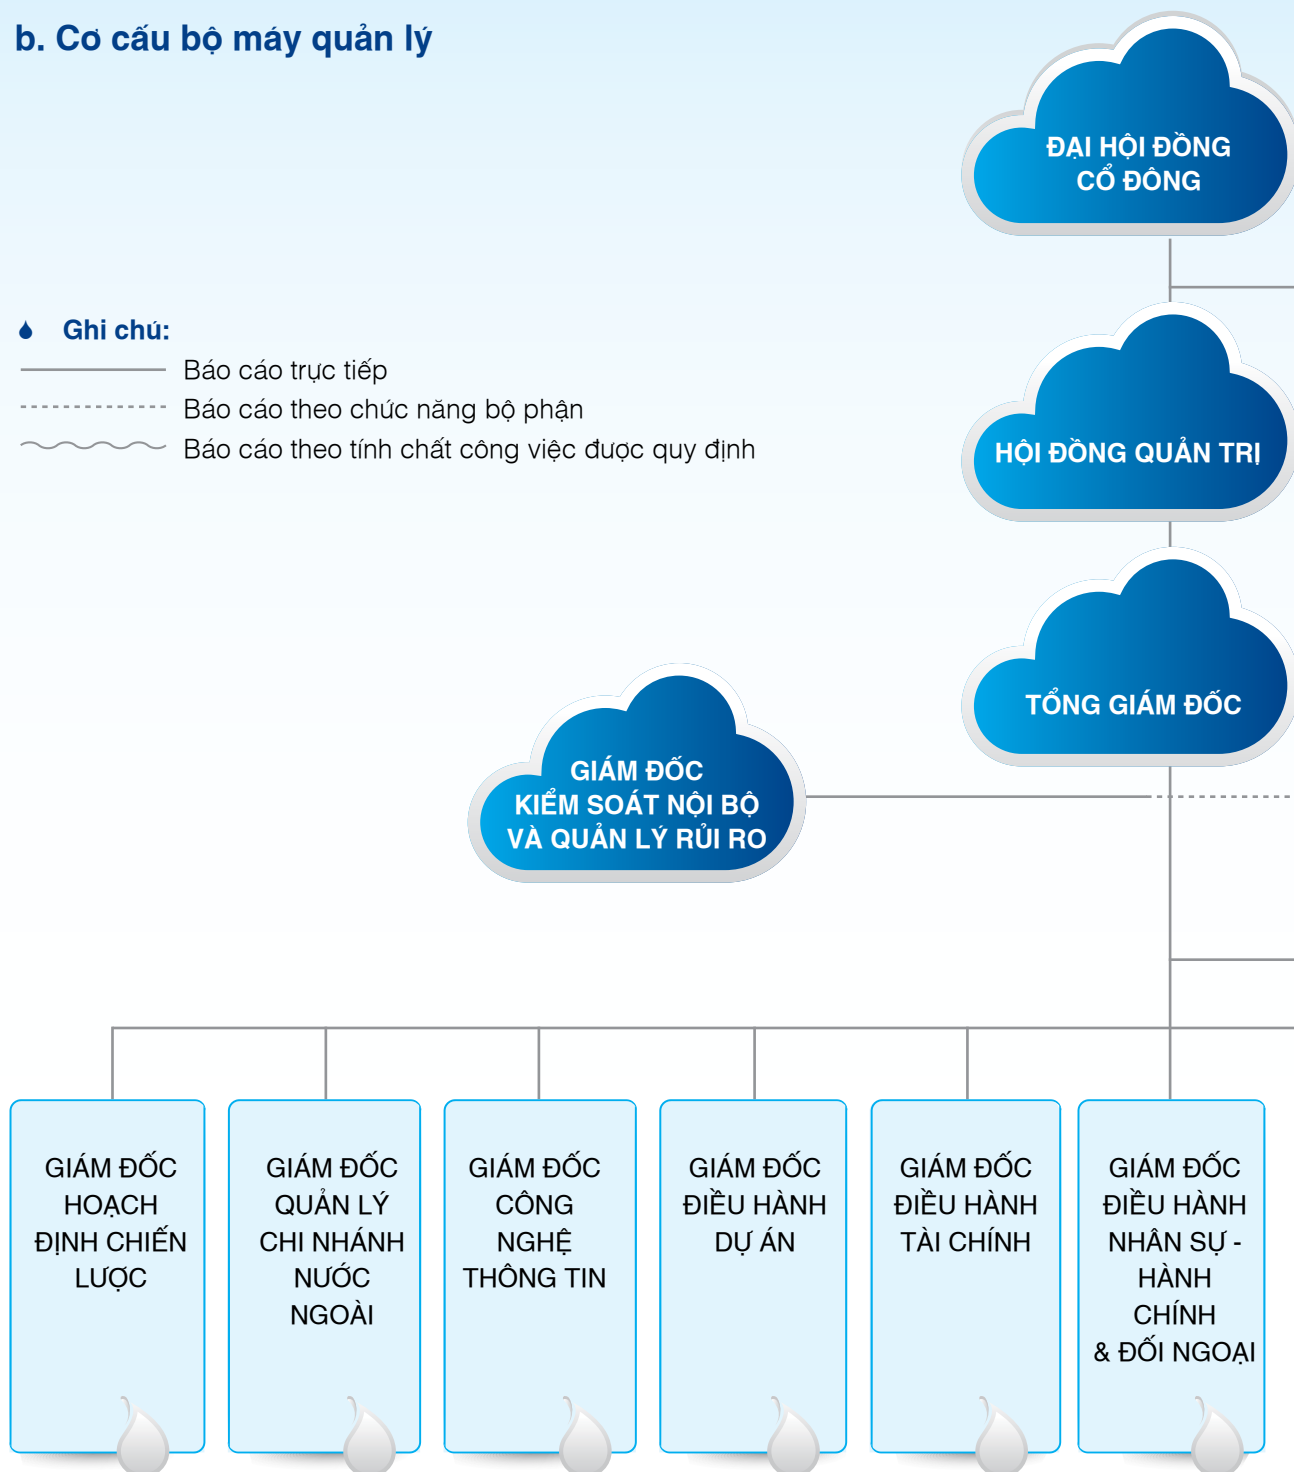 b. Cơ cấu bộ máy quản lý
ĐẠI HỘI ĐỒNG
CỔ ĐÔNG
Ghi chú:
Báo cáo trực tiếp
Báo cáo theo chức năng bộ phận
Báo cáo theo tính chất công việc được quy định
HỘI ĐỒNG QUẢN TRỊ
TỔNG GIÁM ĐỐC
GIÁM ĐỐC
KIỂM SOÁT NỘI BỘ
VÀ QUẢN LÝ RỦI RO
GIÁM ĐỐC
HOẠCH
ĐỊNH CHIẾN
LƯỢC
GIÁM ĐỐC
QUẢN LÝ
CHI NHÁNH
NƯỚC
NGOÀI
GIÁM ĐỐC
CÔNG
NGHỆ
THÔNG TIN
GIÁM ĐỐC
ĐIỀU HÀNH
DỰ ÁN
GIÁM ĐỐC
ĐIỀU HÀNH
TÀI CHÍNH
GIÁM ĐỐC
ĐIỀU HÀNH
NHÂN SỰ -
HÀNH
CHÍNH
& ĐỐI NGOẠI